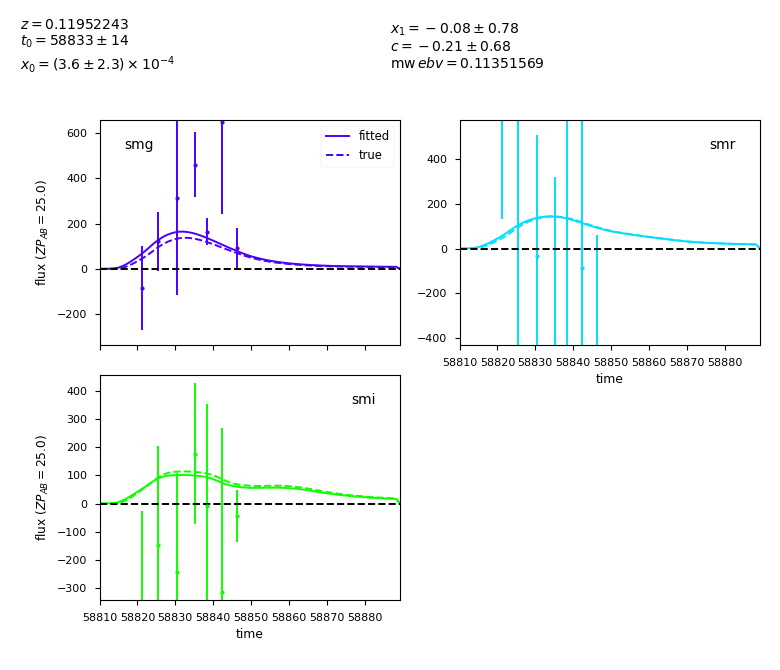 z = 0.11952243
t₀ = 58833 ± 14
x₀ = (3.6 ± 2.3) × 10⁻⁴
x₁ = −0.08 ± 0.78
c = −0.21 ± 0.68
mw ebv = 0.11351569
smg
fitted
true
600
400
200
0
−200
flux (ZP_AB = 25.0)
smr
400
200
0
−200
−400
58810 58820 58830 58840 58850 58860 58870 58880
time
smi
400
300
200
100
0
−100
−200
−300
flux (ZP_AB = 25.0)
58810 58820 58830 58840 58850 58860 58870 58880
time